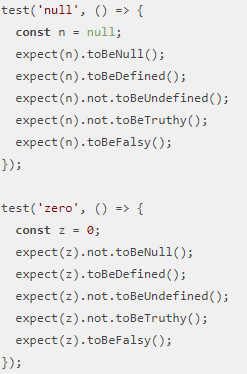 test('null', () => {
  const n = null;
  expect(n).toBeNull();
  expect(n).toBeDefined();
  expect(n).not.toBeUndefined();
  expect(n).not.toBeTruthy();
  expect(n).toBeFalsy();
});

test('zero', () => {
  const z = 0;
  expect(z).not.toBeNull();
  expect(z).toBeDefined();
  expect(z).not.toBeUndefined();
  expect(z).not.toBeTruthy();
  expect(z).toBeFalsy();
});